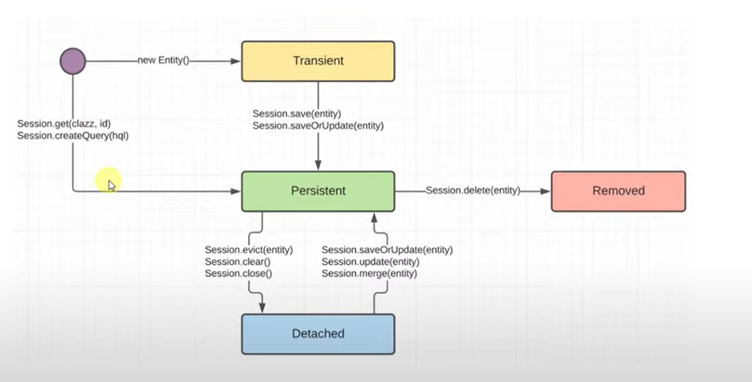 new Entity()
Transient
Session.save(entity)
Session.saveOrUpdate(entity)
Session.get(clazz, id)
Session.createQuery(hql)
Persistent
Session.delete(entity)
Removed
Session.evict(entity)
Session.clear()
Session.close()
Session.saveOrUpdate(entity)
Session.update(entity)
Session.merge(entity)
Detached